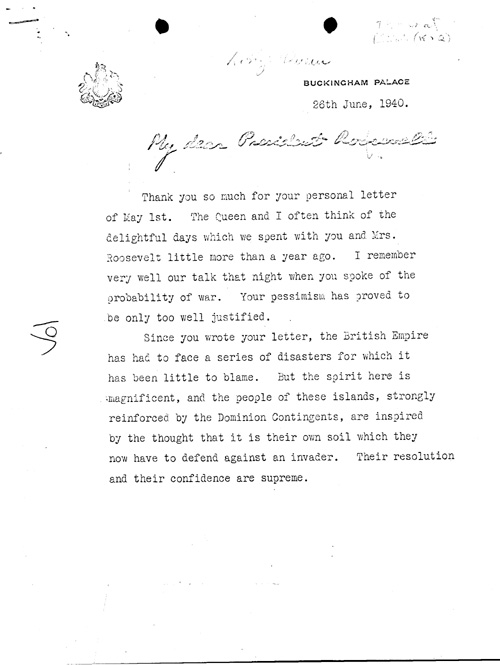 BUCKINGHAM PALACE
26th June, 1940.
My dear President Roosevelt
Thank you so much for your personal letter
of May 1st. The Queen and I often think of the
delightful days which we spent with you and Mrs.
Roosevelt little more than a year ago. I remember
very well our talk that night when you spoke of the
probability of war. Your pessimism has proved to
be only too well justified.
Since you wrote your letter, the British Empire
has had to face a series of disasters for which it
has been little to blame. But the spirit here is
magnificent, and the people of these islands, strongly
reinforced by the Dominion Contingents, are inspired
by the thought that it is their own soil which they
now have to defend against an invader. Their resolution
and their confidence are supreme.